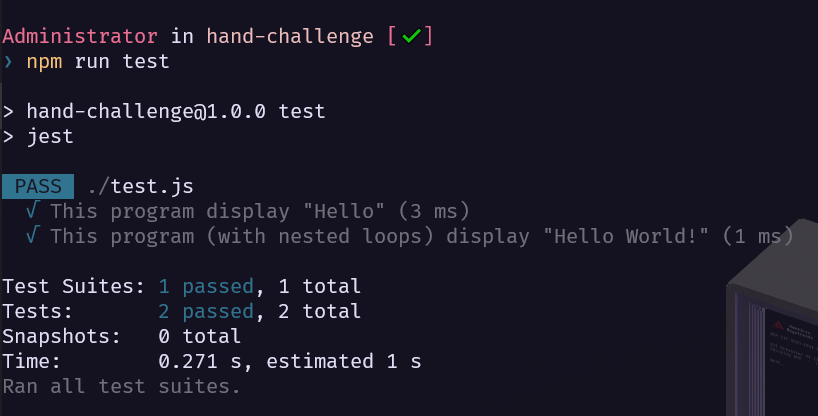 Administrator in hand-challenge [✓]
❯ npm run test
> hand-challenge@1.0.0 test
> jest
PASS ./test.js
√ This program display "Hello" (3 ms)
√ This program (with nested loops) display "Hello World!" (1 ms)
Test Suites: 1 passed, 1 total
Tests: 2 passed, 2 total
Snapshots: 0 total
Time: 0.271 s, estimated 1 s
Ran all test suites.